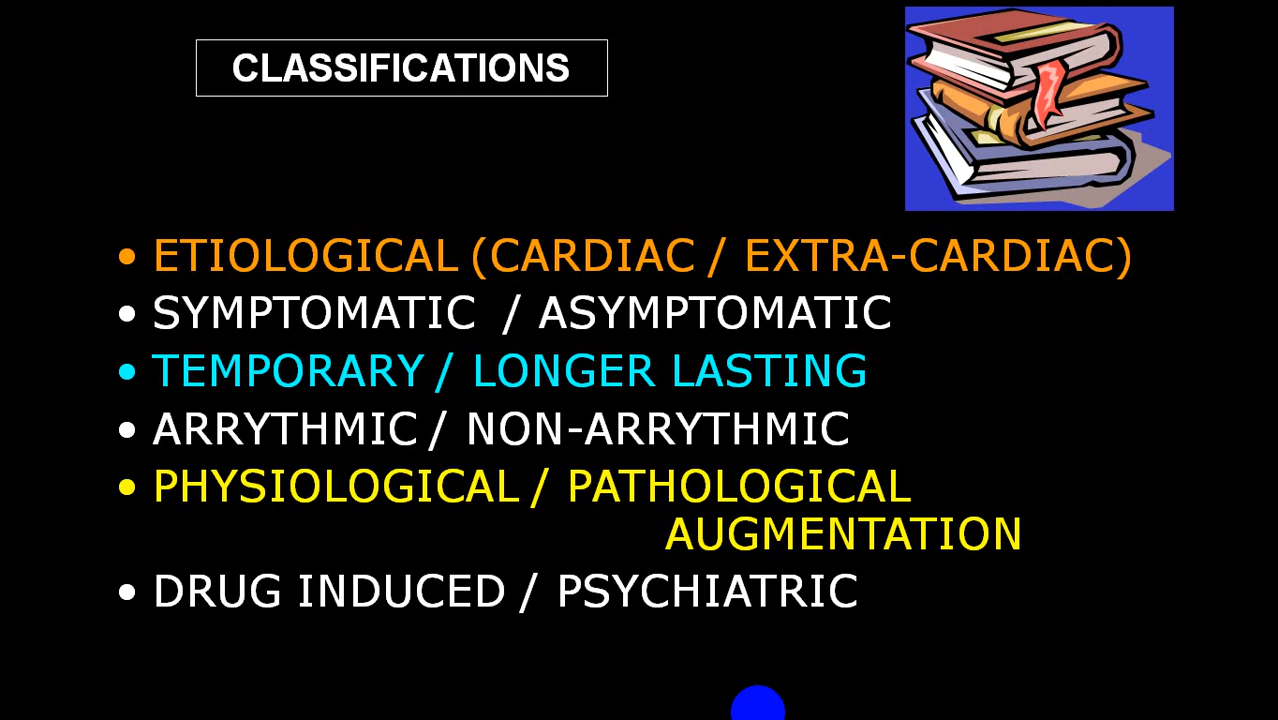 CLASSIFICATIONS
• ETIOLOGICAL (CARDIAC / EXTRA-CARDIAC)
• SYMPTOMATIC / ASYMPTOMATIC
• TEMPORARY / LONGER LASTING
• ARRYTHMIC / NON-ARRYTHMIC
• PHYSIOLOGICAL / PATHOLOGICAL
AUGMENTATION
• DRUG INDUCED / PSYCHIATRIC